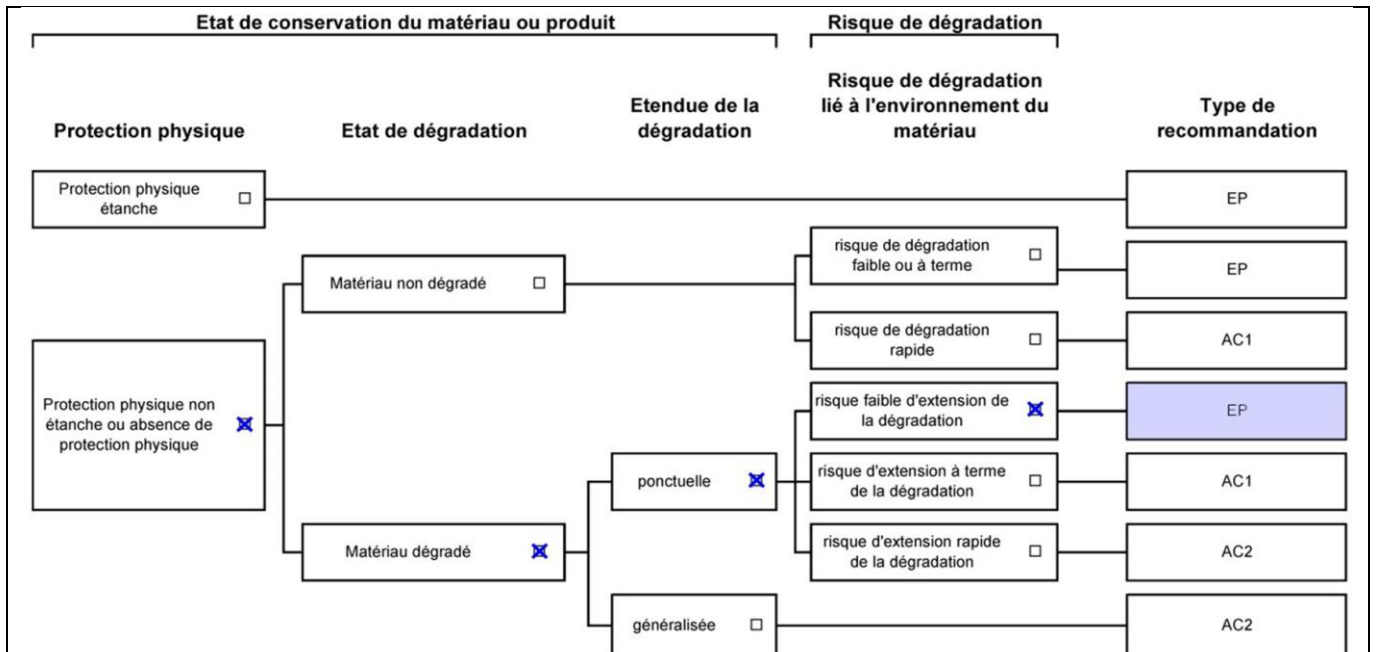 Etat de conservation du matériau ou produit
Risque de dégradation
Protection physique
Etat de dégradation
Etendue de la
dégradation
Risque de dégradation
lié à l'environnement du
matériau
Type de
recommandation
Protection physique
étanche
EP
risque de dégradation
faible ou à terme
EP
Matériau non dégradé
risque de dégradation
rapide
AC1
Protection physique non
étanche ou absence de
protection physique
risque faible d'extension de
la dégradation
EP
ponctuelle
risque d'extension à terme
de la dégradation
AC1
Matériau dégradé
risque d'extension rapide
de la dégradation
AC2
généralisée
AC2